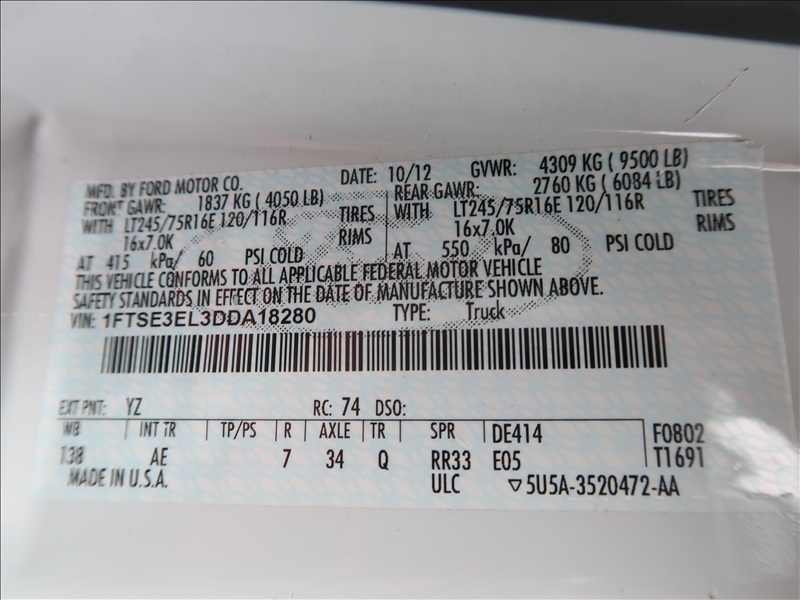 MFD. BY FORD MOTOR CO. DATE: 10/12 GVWR: 4309 KG ( 9500 LB)
FRONT GAWR: 1837 KG ( 4050 LB) REAR GAWR: 2760 KG ( 6084 LB)
WITH LT245/75R16E 120/116R TIRES WITH LT245/75R16E 120/116R TIRES
16x7.0K RIMS 16x7.0K RIMS
AT 415 kPa/ 60 PSI COLD AT 550 kPa/ 80 PSI COLD
THIS VEHICLE CONFORMS TO ALL APPLICABLE FEDERAL MOTOR VEHICLE
SAFETY STANDARDS IN EFFECT ON THE DATE OF MANUFACTURE SHOWN ABOVE.
VIN: 1FTSE3EL3DDA18280 TYPE: Truck
EXT PNT: YZ RC: 74 DSO:
WB INT TR TP/PS R AXLE TR SPR DE414 F0802
138 AE 7 34 Q RR33 E05 T1691
MADE IN U.S.A. ULC ▽5U5A-3520472-AA